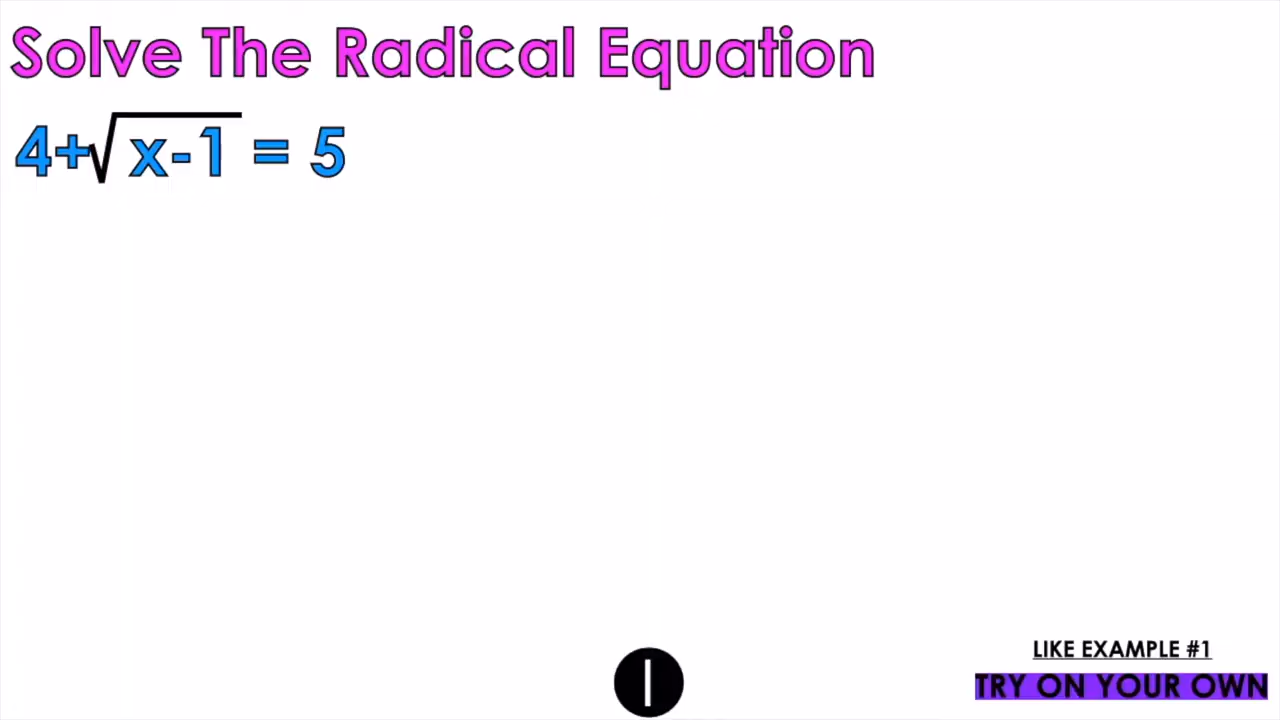 Solve The Radical Equation
4+√x-1 = 5
LIKE EXAMPLE #1
TRY ON YOUR OWN